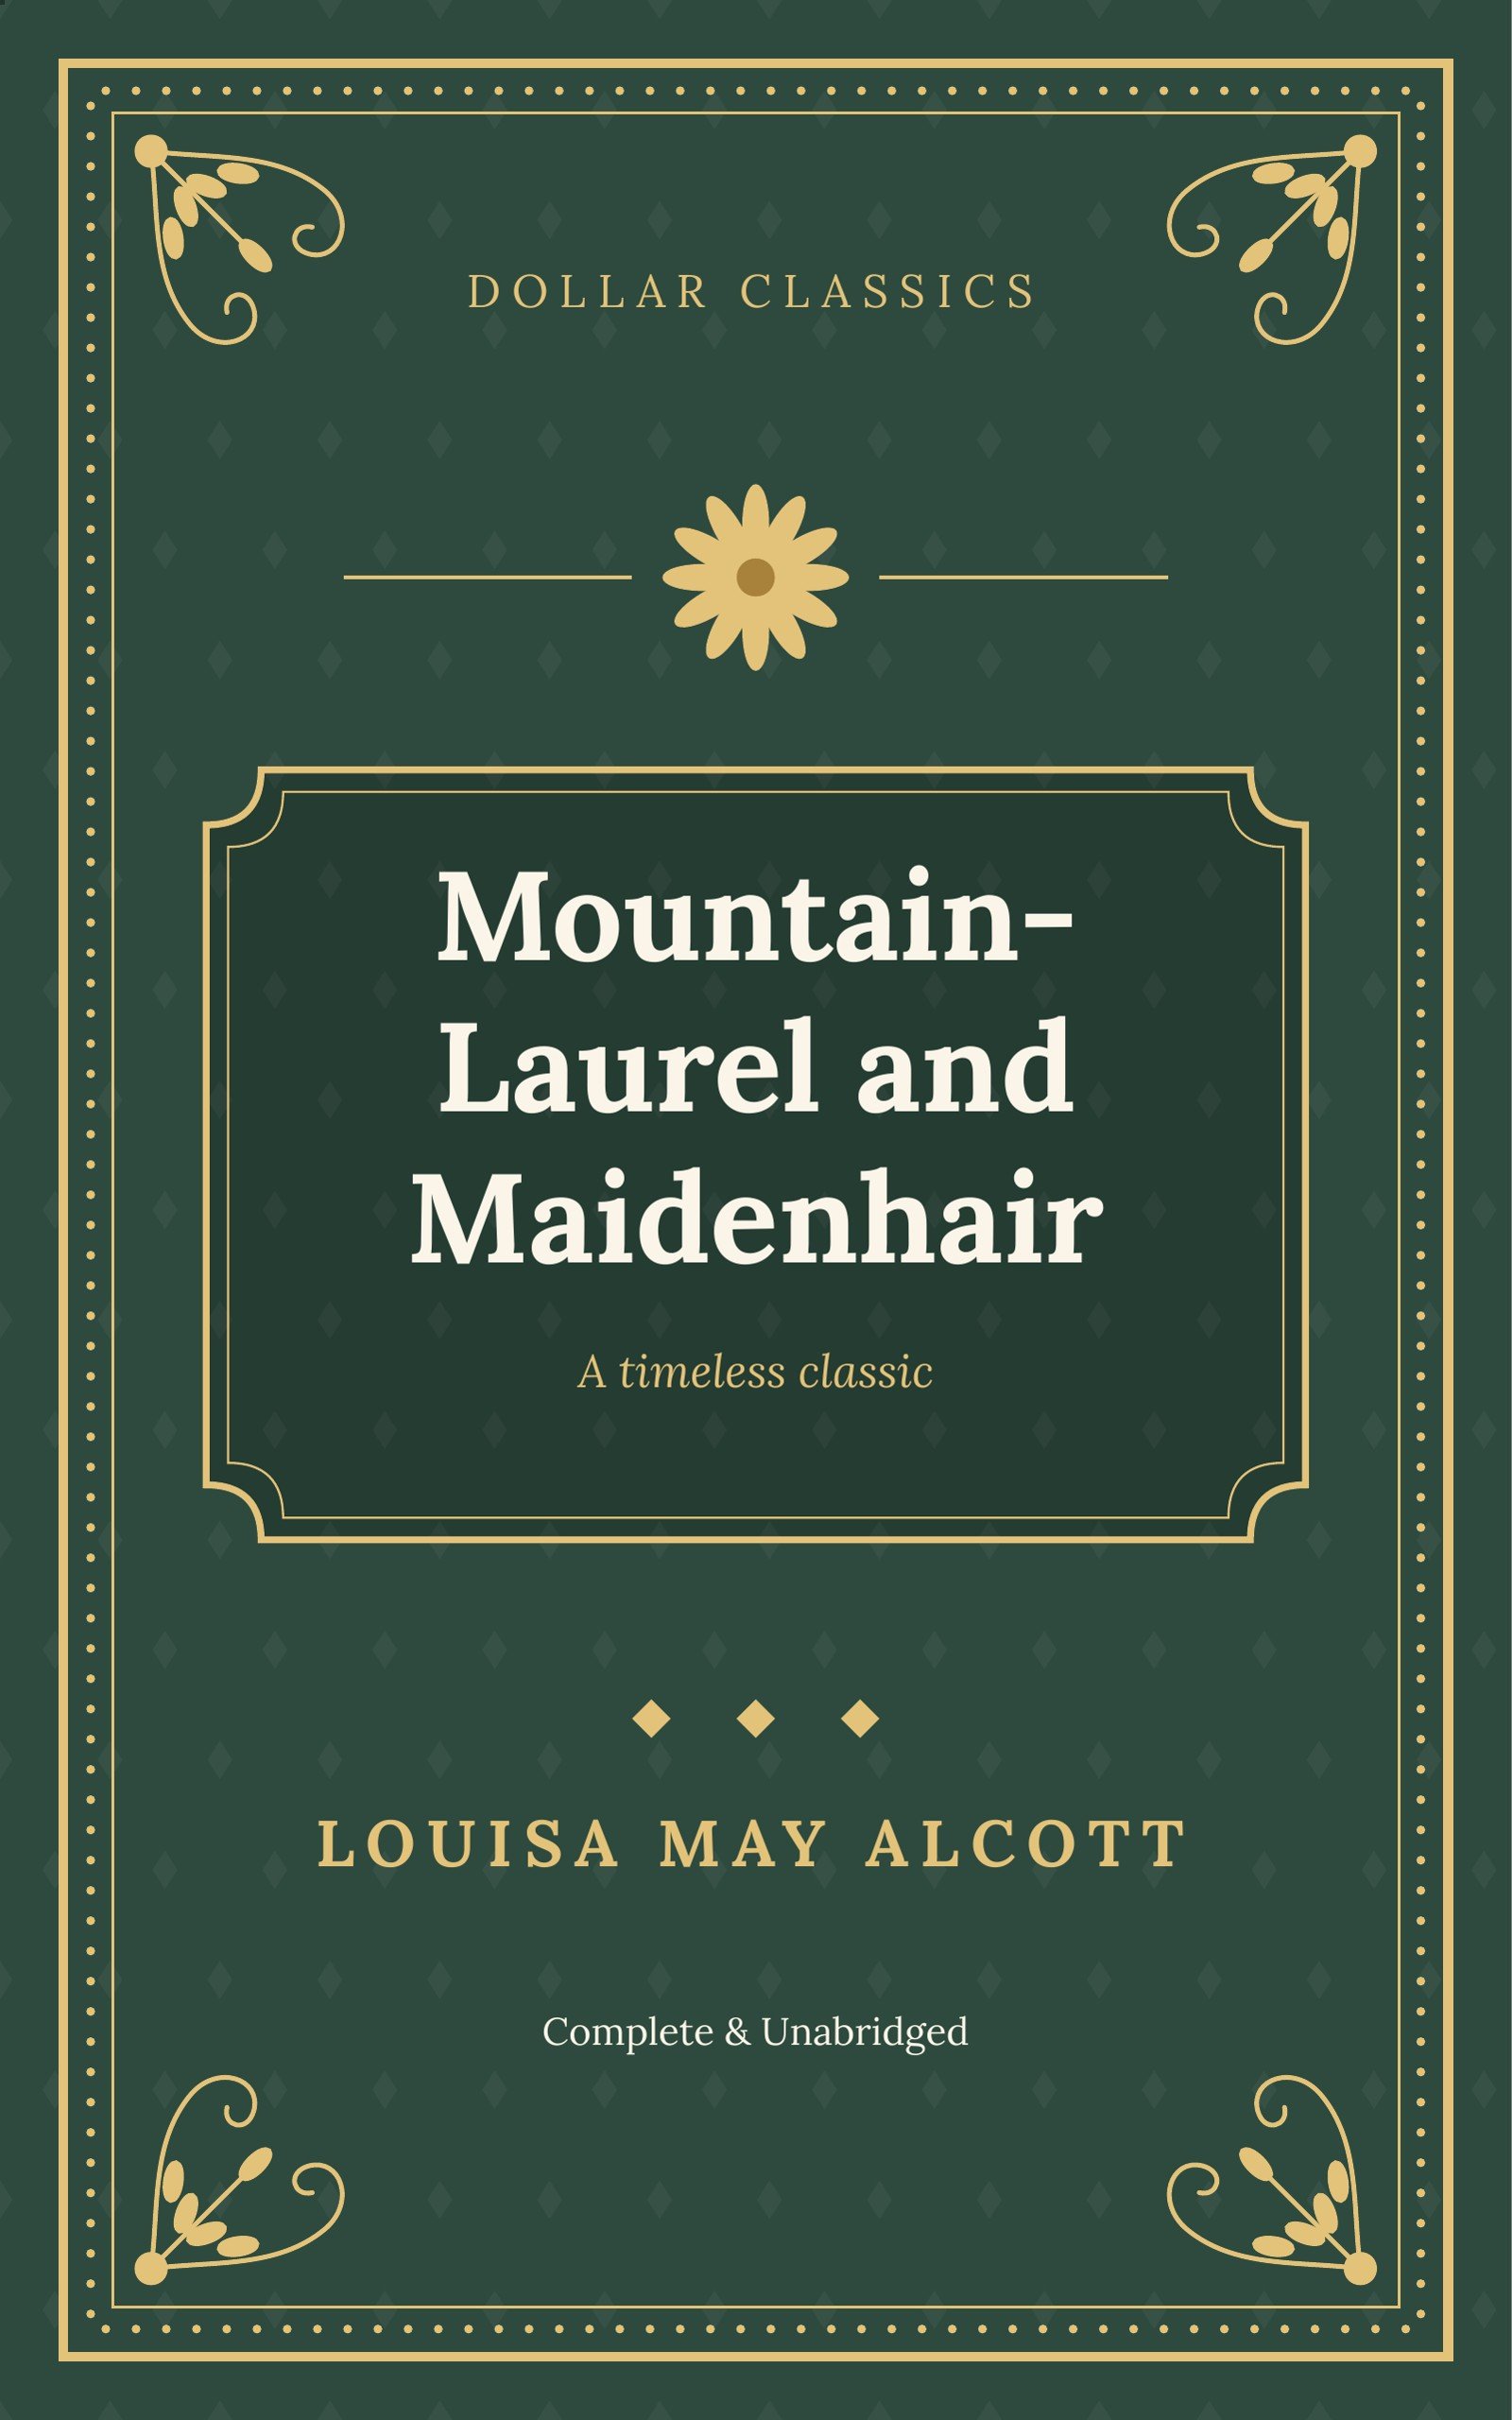 DOLLAR CLASSICS
Mountain-
Laurel and
Maidenhair
A timeless classic
LOUISA MAY ALCOTT
Complete & Unabridged